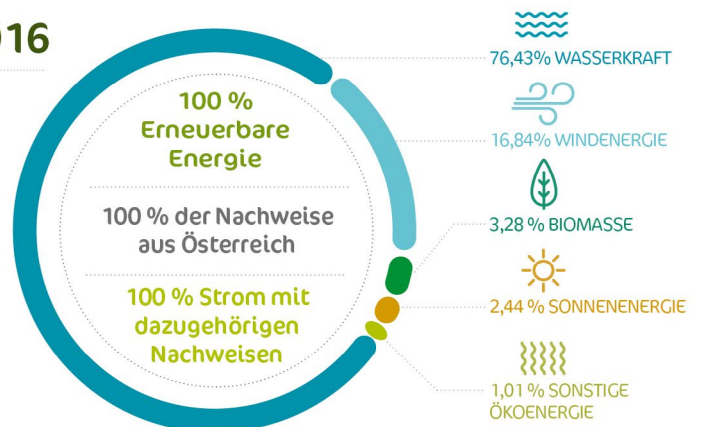 16
100 %
Erneuerbare
Energie
100 % der Nachweise
aus Österreich
100 % Strom mit
dazugehörigen
Nachweisen
76,43% WASSERKRAFT
16,84% WINDENERGIE
3,28 % BIOMASSE
2,44 % SONNENENERGIE
1,01 % SONSTIGE
ÖKOENERGIE